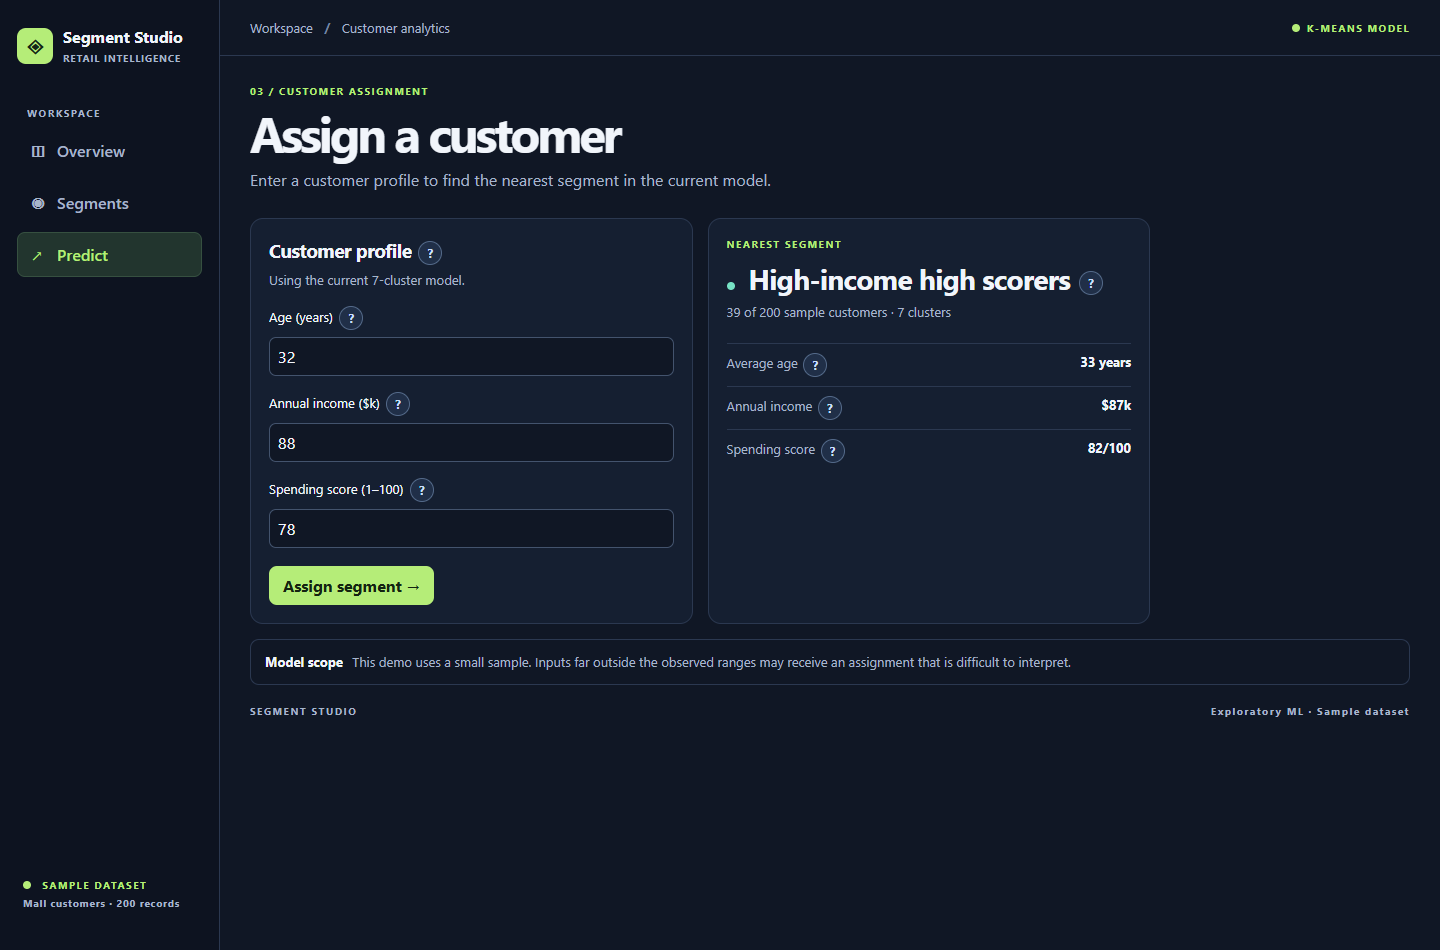 Segment Studio
RETAIL INTELLIGENCE
WORKSPACE
Overview
Segments
Predict
SAMPLE DATASET
Mall customers · 200 records
Workspace / Customer analytics
K-MEANS MODEL
03 / CUSTOMER ASSIGNMENT
Assign a customer
Enter a customer profile to find the nearest segment in the current model.
Customer profile ?
Using the current 7-cluster model.
Age (years) ?
32
Annual income ($k) ?
88
Spending score (1–100) ?
78
Assign segment →
NEAREST SEGMENT
High-income high scorers ?
39 of 200 sample customers · 7 clusters
Average age ? 33 years
Annual income ? $87k
Spending score ? 82/100
Model scope This demo uses a small sample. Inputs far outside the observed ranges may receive an assignment that is difficult to interpret.
SEGMENT STUDIO
Exploratory ML · Sample dataset